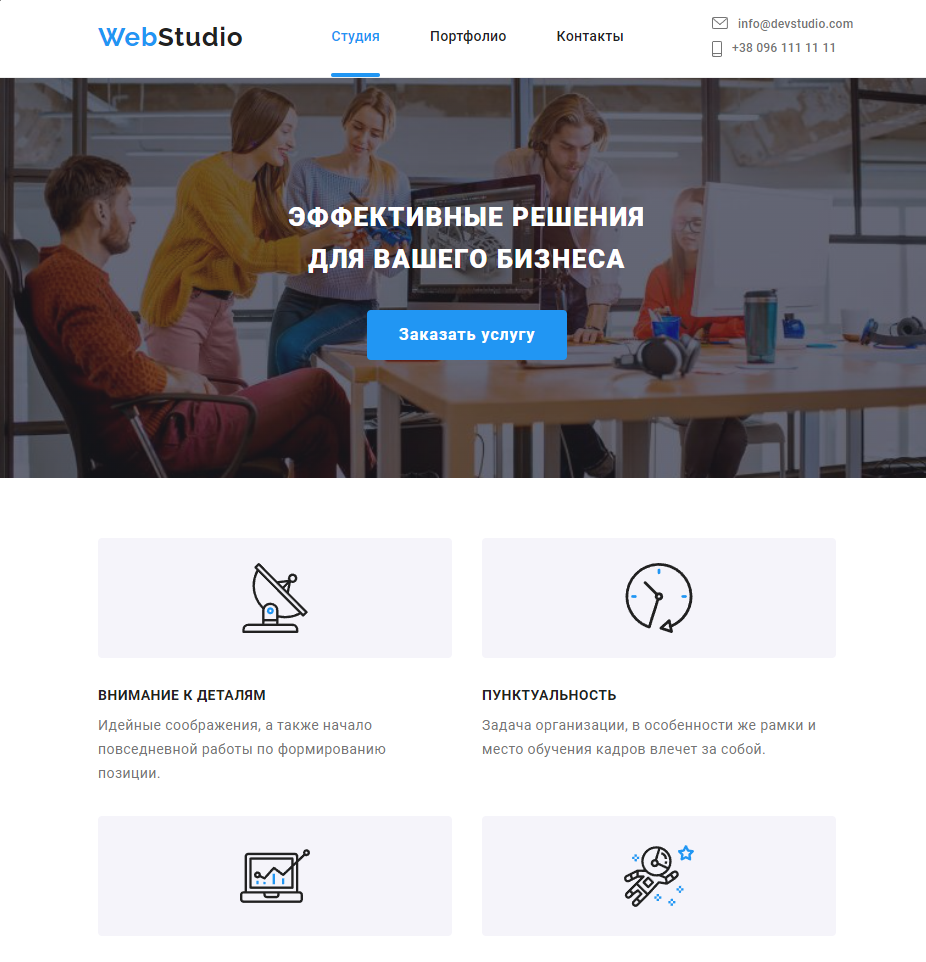 WebStudio
Студия
Портфолио
Контакты
info@devstudio.com
+38 096 111 11 11
ЭФФЕКТИВНЫЕ РЕШЕНИЯ
ДЛЯ ВАШЕГО БИЗНЕСА
Заказать услугу
ВНИМАНИЕ К ДЕТАЛЯМ
Идейные соображения, а также начало
повседневной работы по формированию
позиции.
ПУНКТУАЛЬНОСТЬ
Задача организации, в особенности же рамки и
место обучения кадров влечет за собой.